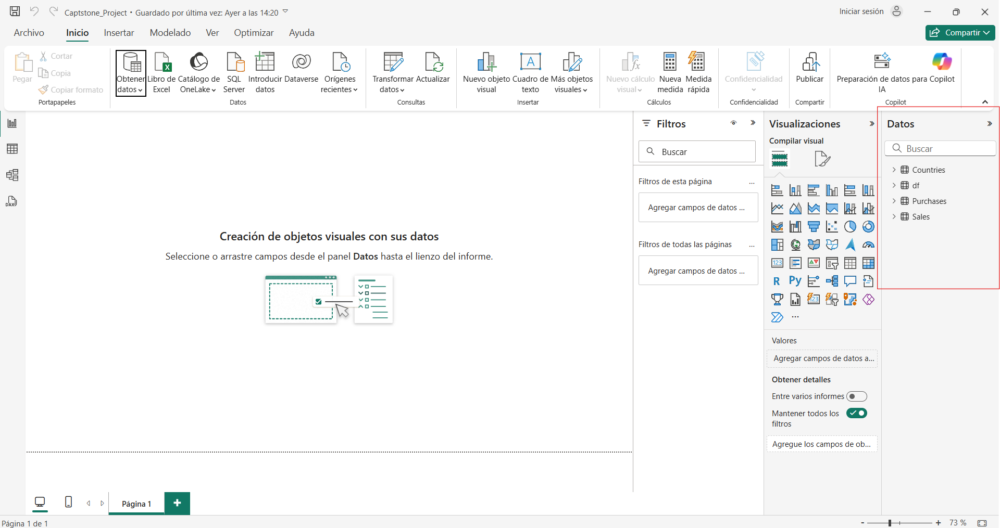 Captstone_Project • Guardado por última vez: Ayer a las 14:20
Iniciar sesión
Archivo
Inicio
Insertar
Modelado
Ver
Optimizar
Ayuda
Compartir
Pegar
Cortar
Copia
Copiar formato
Portapapeles
Obtener
datos
Libro de
Excel
Catálogo de
OneLake
SQL
Server
Introducir
datos
Dataverse
Orígenes
recientes
Datos
Transformar
datos
Actualizar
Consultas
Nuevo objeto
visual
Cuadro de
texto
Más objetos
visuales
Insertar
Nuevo cálculo
visual
Nueva
medida
Medida
rápida
Cálculos
Confidencialidad
Confidencialidad
Publicar
Compartir
Preparación de datos para
IA
Copilot
Copilot
DAX
Creación de objetos visuales con sus datos
Seleccione o arrastre campos desde el panel Datos hasta el lienzo del informe.
Filtros
Buscar
Filtros de esta página
...
Agregar campos de datos ...
Filtros de todas las páginas
...
Agregar campos de datos ...
Visualizaciones
Compilar visual
123
R
Py
123
...
Valores
Agregar campos de datos a...
Obtener detalles
Entre varios informes
Mantener todos los
filtros
Agregue los campos de ob...
Datos
Buscar
Countries
df
Purchases
Sales
Página 1
+
Página 1 de 1
- + 73 %